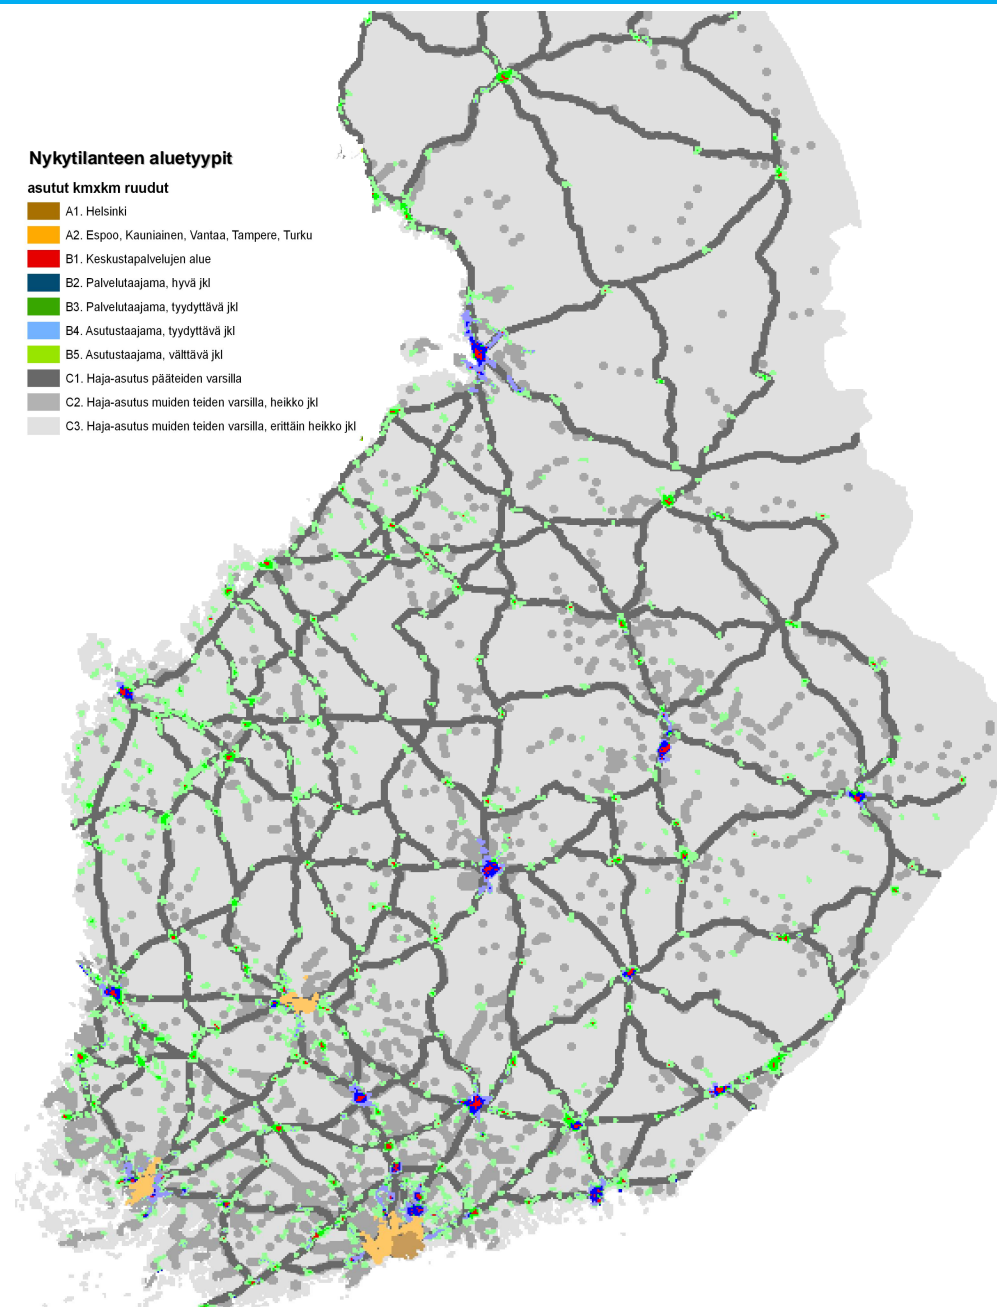 Nykytilanteen aluetyypit
asutut kmxkm ruudut
A1. Helsinki
A2. Espoo, Kauniainen, Vantaa, Tampere, Turku
B1. Keskustapalvelujen alue
B2. Palvelutaajama, hyvä jkl
B3. Palvelutaajama, tyydyttävä jkl
B4. Asutustaajama, tyydyttävä jkl
B5. Asutustaajama, välttävä jkl
C1. Haja-asutus pääteiden varsilla
C2. Haja-asutus muiden teiden varsilla, heikko jkl
C3. Haja-asutus muiden teiden varsilla, erittäin heikko jkl